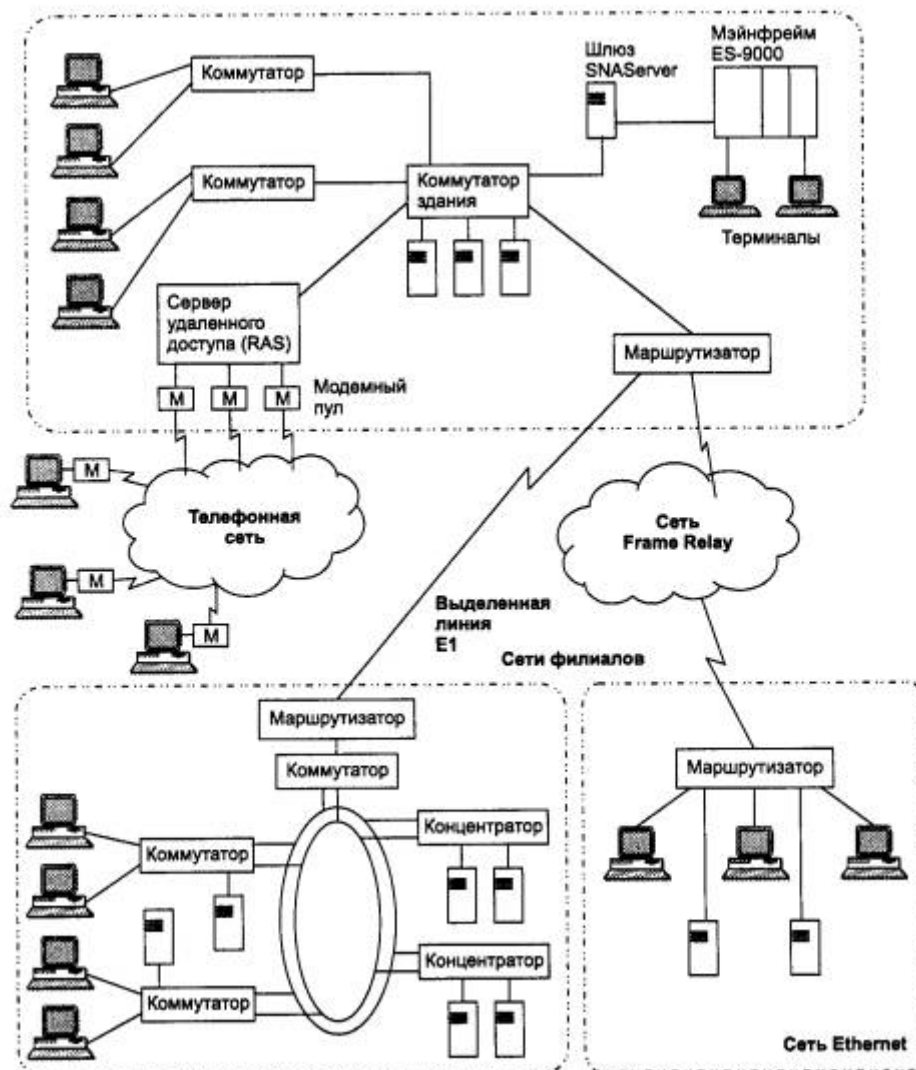 Коммутатор
Шлюз
SNAServer
Мэйнфрейм
ES-9000
Коммутатор
Коммутатор
здания
Терминалы
Сервер
удаленного
доступа (RAS)
Маршрутизатор
М
М
М
Модемный
пул
М
Телефонная
сеть
Сеть
Frame Relay
М
М
Выделенная
линия
E1
Сети филиалов
Маршрутизатор
Коммутатор
Маршрутизатор
Концентратор
Коммутатор
Концентратор
Коммутатор
Сеть Ethernet